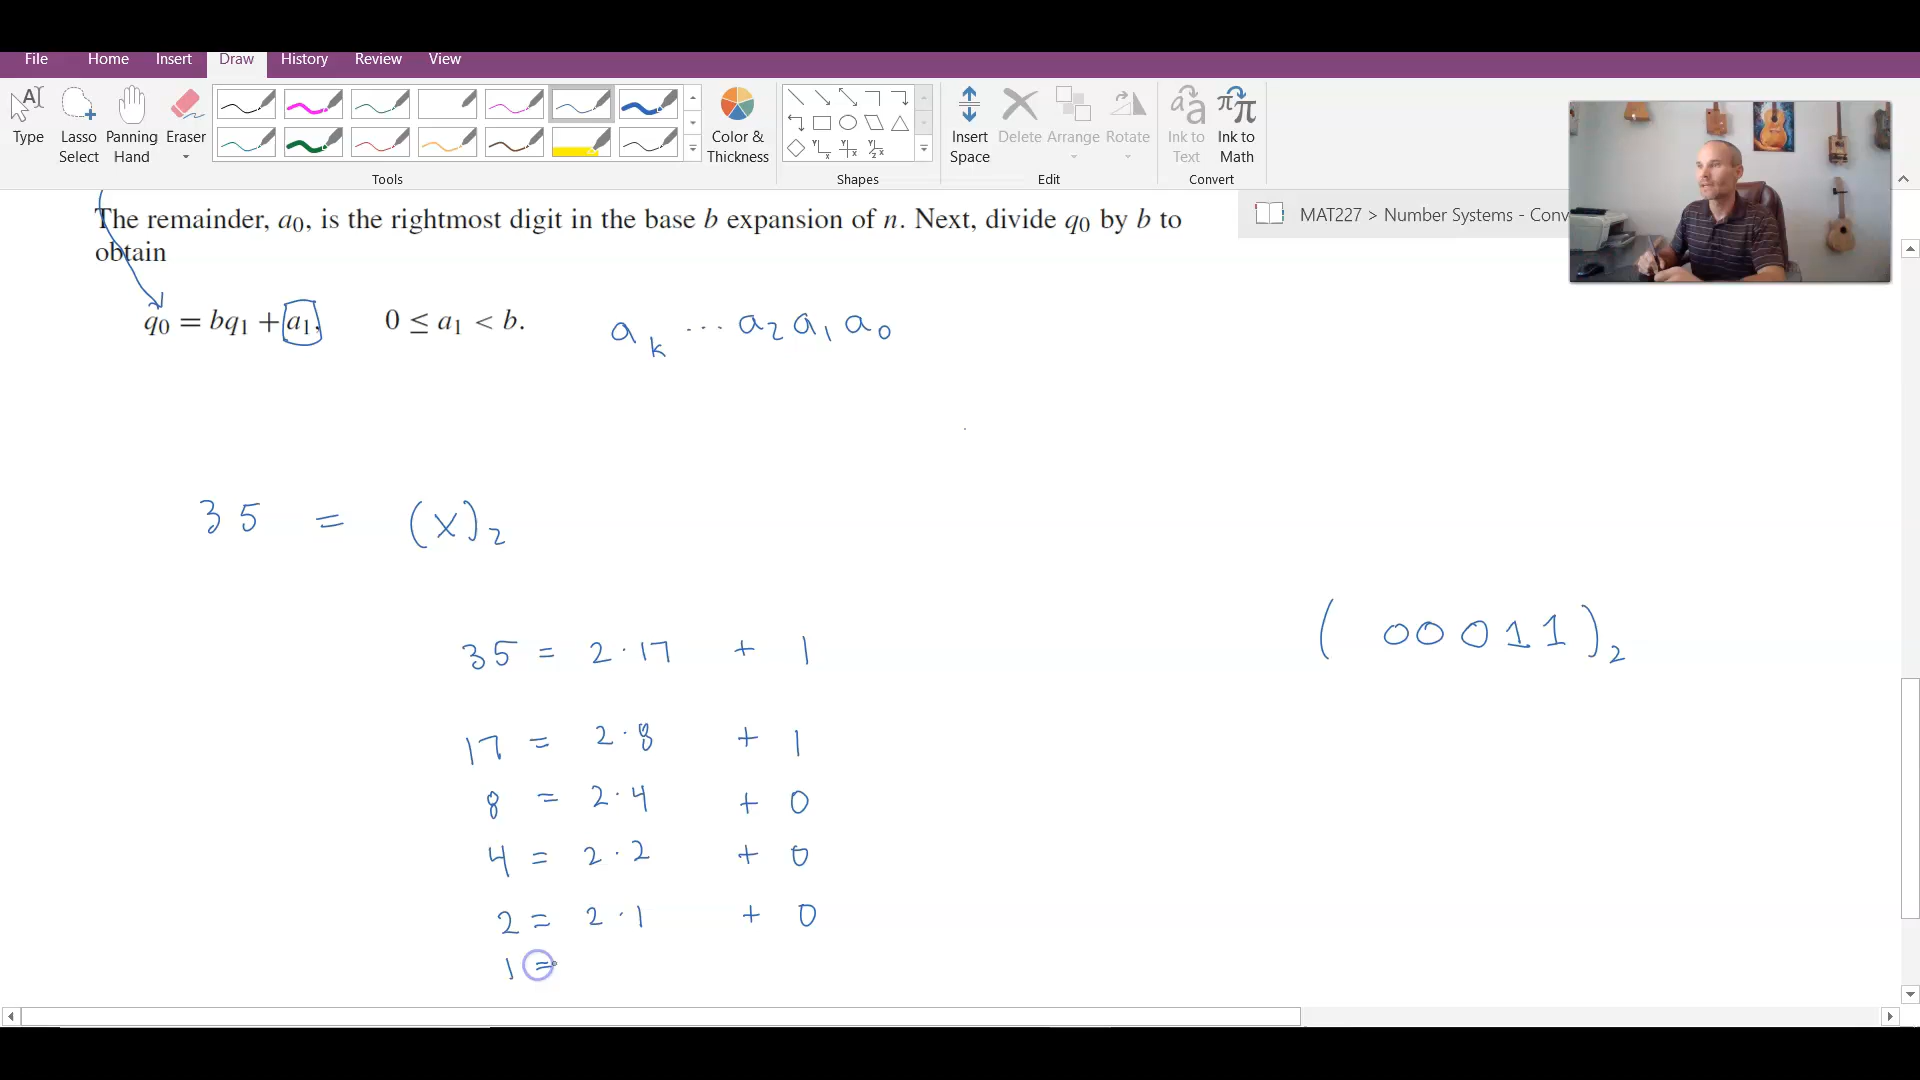 File Home Insert Draw History Review View
Type Lasso Select Panning Hand Eraser Color & Thickness Insert Space Delete Arrange Rotate Ink to Text Ink to Math
Tools Shapes Edit Convert
MAT227 > Number Systems - Conv
The remainder, a₀, is the rightmost digit in the base b expansion of n. Next, divide q₀ by b to
obtain
q₀ = bq₁ + a₁, 0 ≤ a₁ < b. aₖ ... a₂ a₁ a₀
35 = (x)₂
( 00011 )₂
35 = 2·17 + 1
17 = 2·8 + 1
8 = 2·4 + 0
4 = 2·2 + 0
2 = 2·1 + 0
1 =